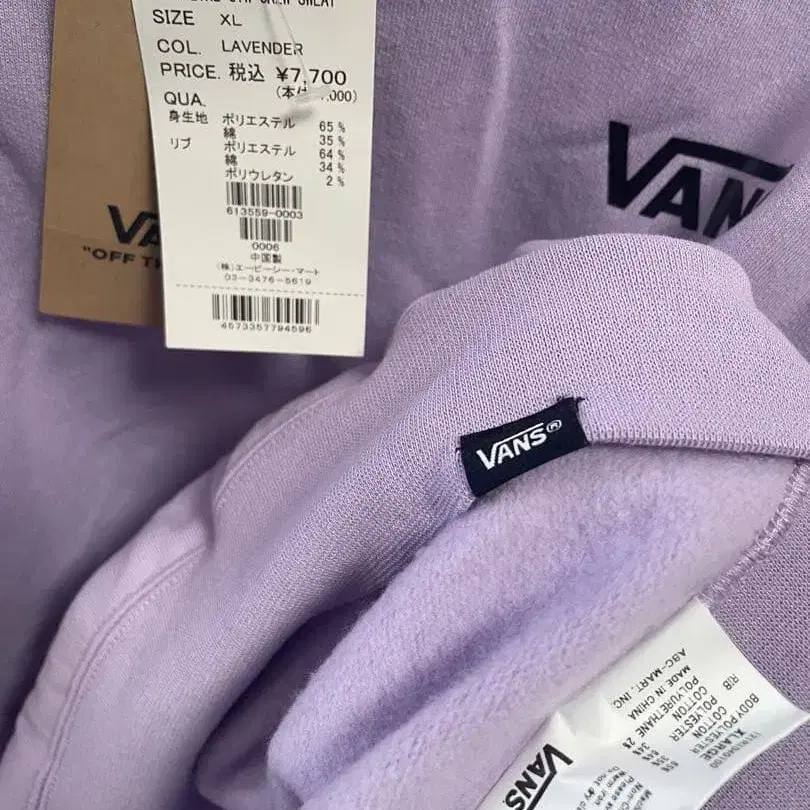 SIZE XL
COL. LAVENDER
PRICE. 税込 ¥7,700
QUA.
身生地 ポリエステル 65%
綿 35%
リブ ポリエステル 64%
綿 34%
ポリウレタン 2%
613559-0003
0006
中国製
(株)エービーシー・マート
03-3476-5619
4573357794596
"OFF TH
VANS
VANS®
XLARGE
BODY POLYESTER
COTTON
RIB POLYESTER
COTTON
POLYURETHANE
MADE IN CHINA
ABC-MART, INC.
VANS